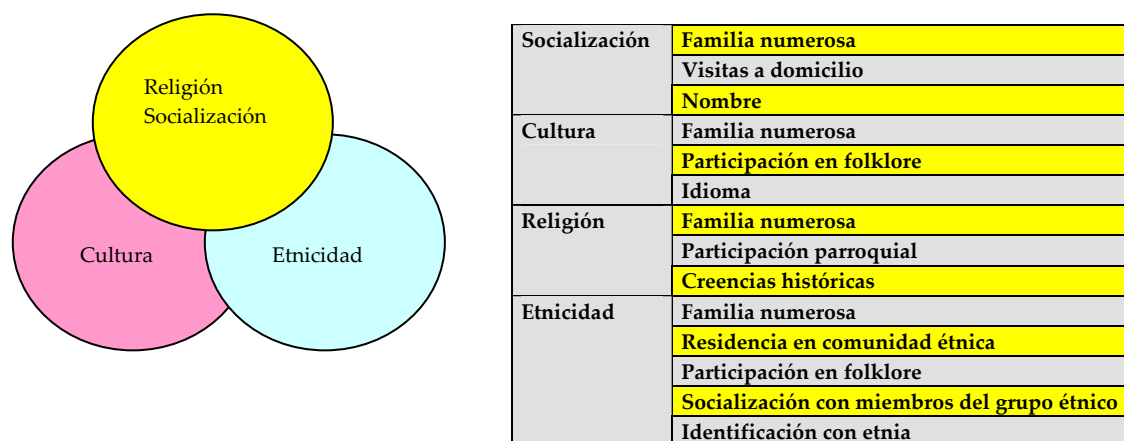 Religión
Socialización
Cultura
Etnicidad
Socialización
Familia numerosa
Visitas a domicilio
Nombre
Cultura
Familia numerosa
Participación en folklore
Idioma
Religión
Familia numerosa
Participación parroquial
Creencias históricas
Etnicidad
Familia numerosa
Residencia en comunidad étnica
Participación en folklore
Socialización con miembros del grupo étnico
Identificación con etnia